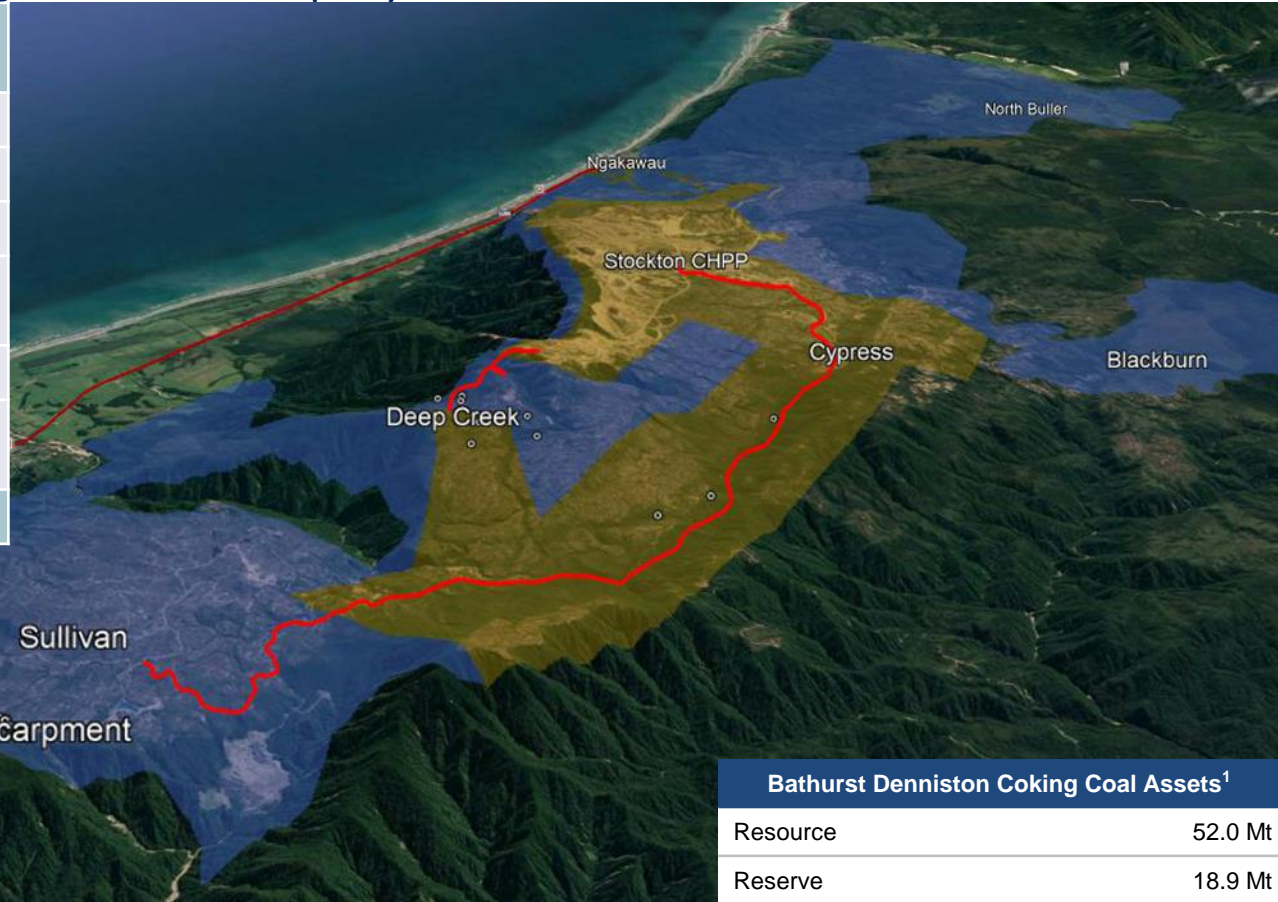 North Buller
Ngakawau
Stockton CHPP
Cypress
Blackburn
Deep Creek
Sullivan
carpment
Bathurst Denniston Coking Coal Assets¹
Resource 52.0 Mt
Reserve 18.9 Mt